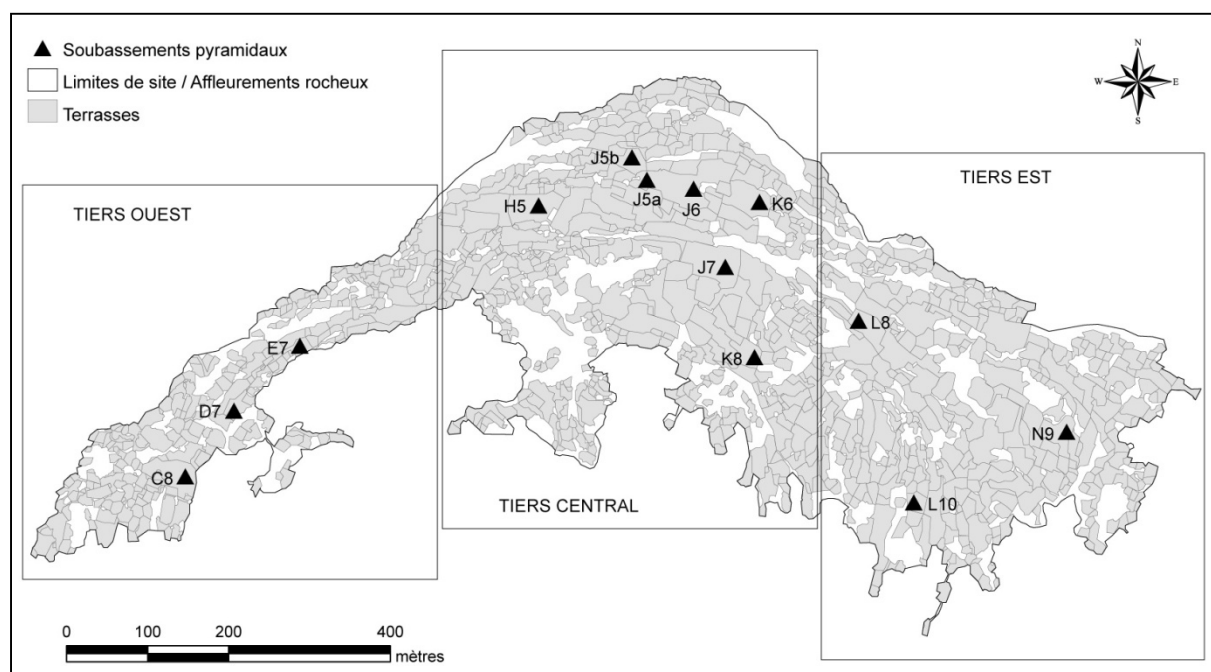 Soubassements pyramidaux
Limites de site / Affleurements rocheux
Terrasses
N
W E
S
TIERS OUEST
TIERS EST
J5b
J5a
J6
K6
H5
J7
L8
E7
K8
D7
N9
C8
TIERS CENTRAL
L10
0 100 200 400
mètres